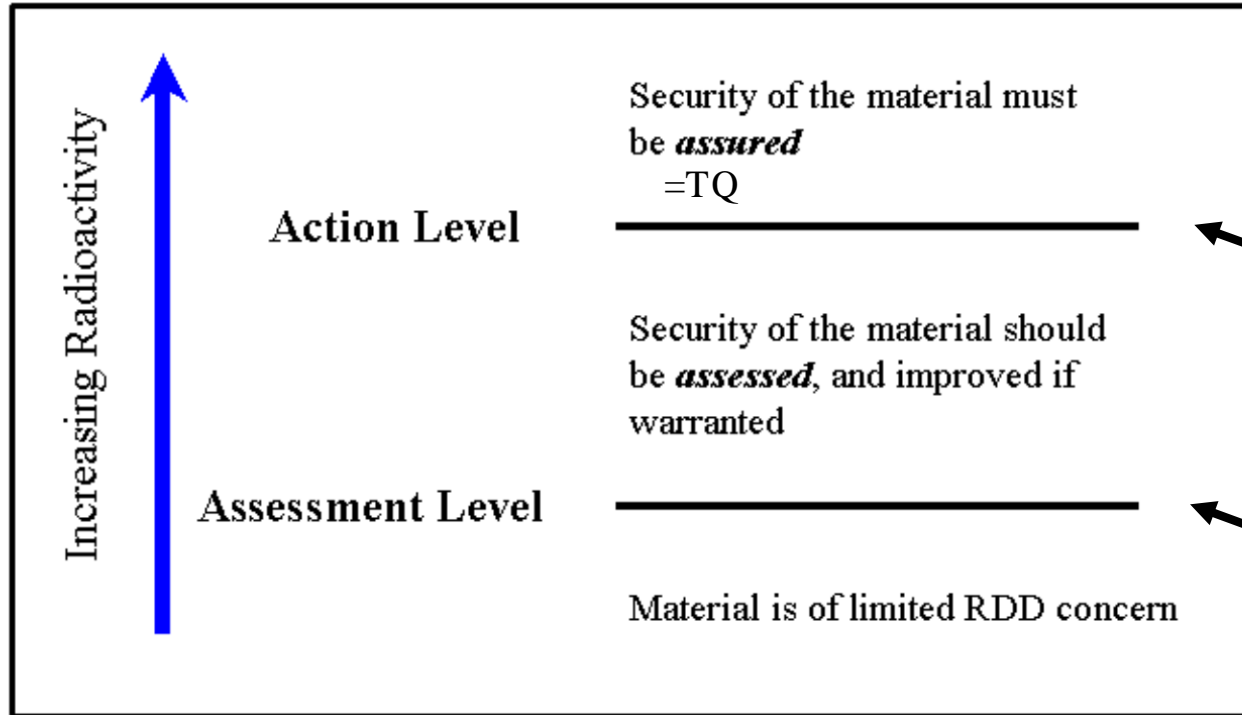 Increasing Radioactivity
Security of the material must
be assured
=TQ
Action Level
Security of the material should
be assessed, and improved if
warranted
Assessment Level
Material is of limited RDD concern